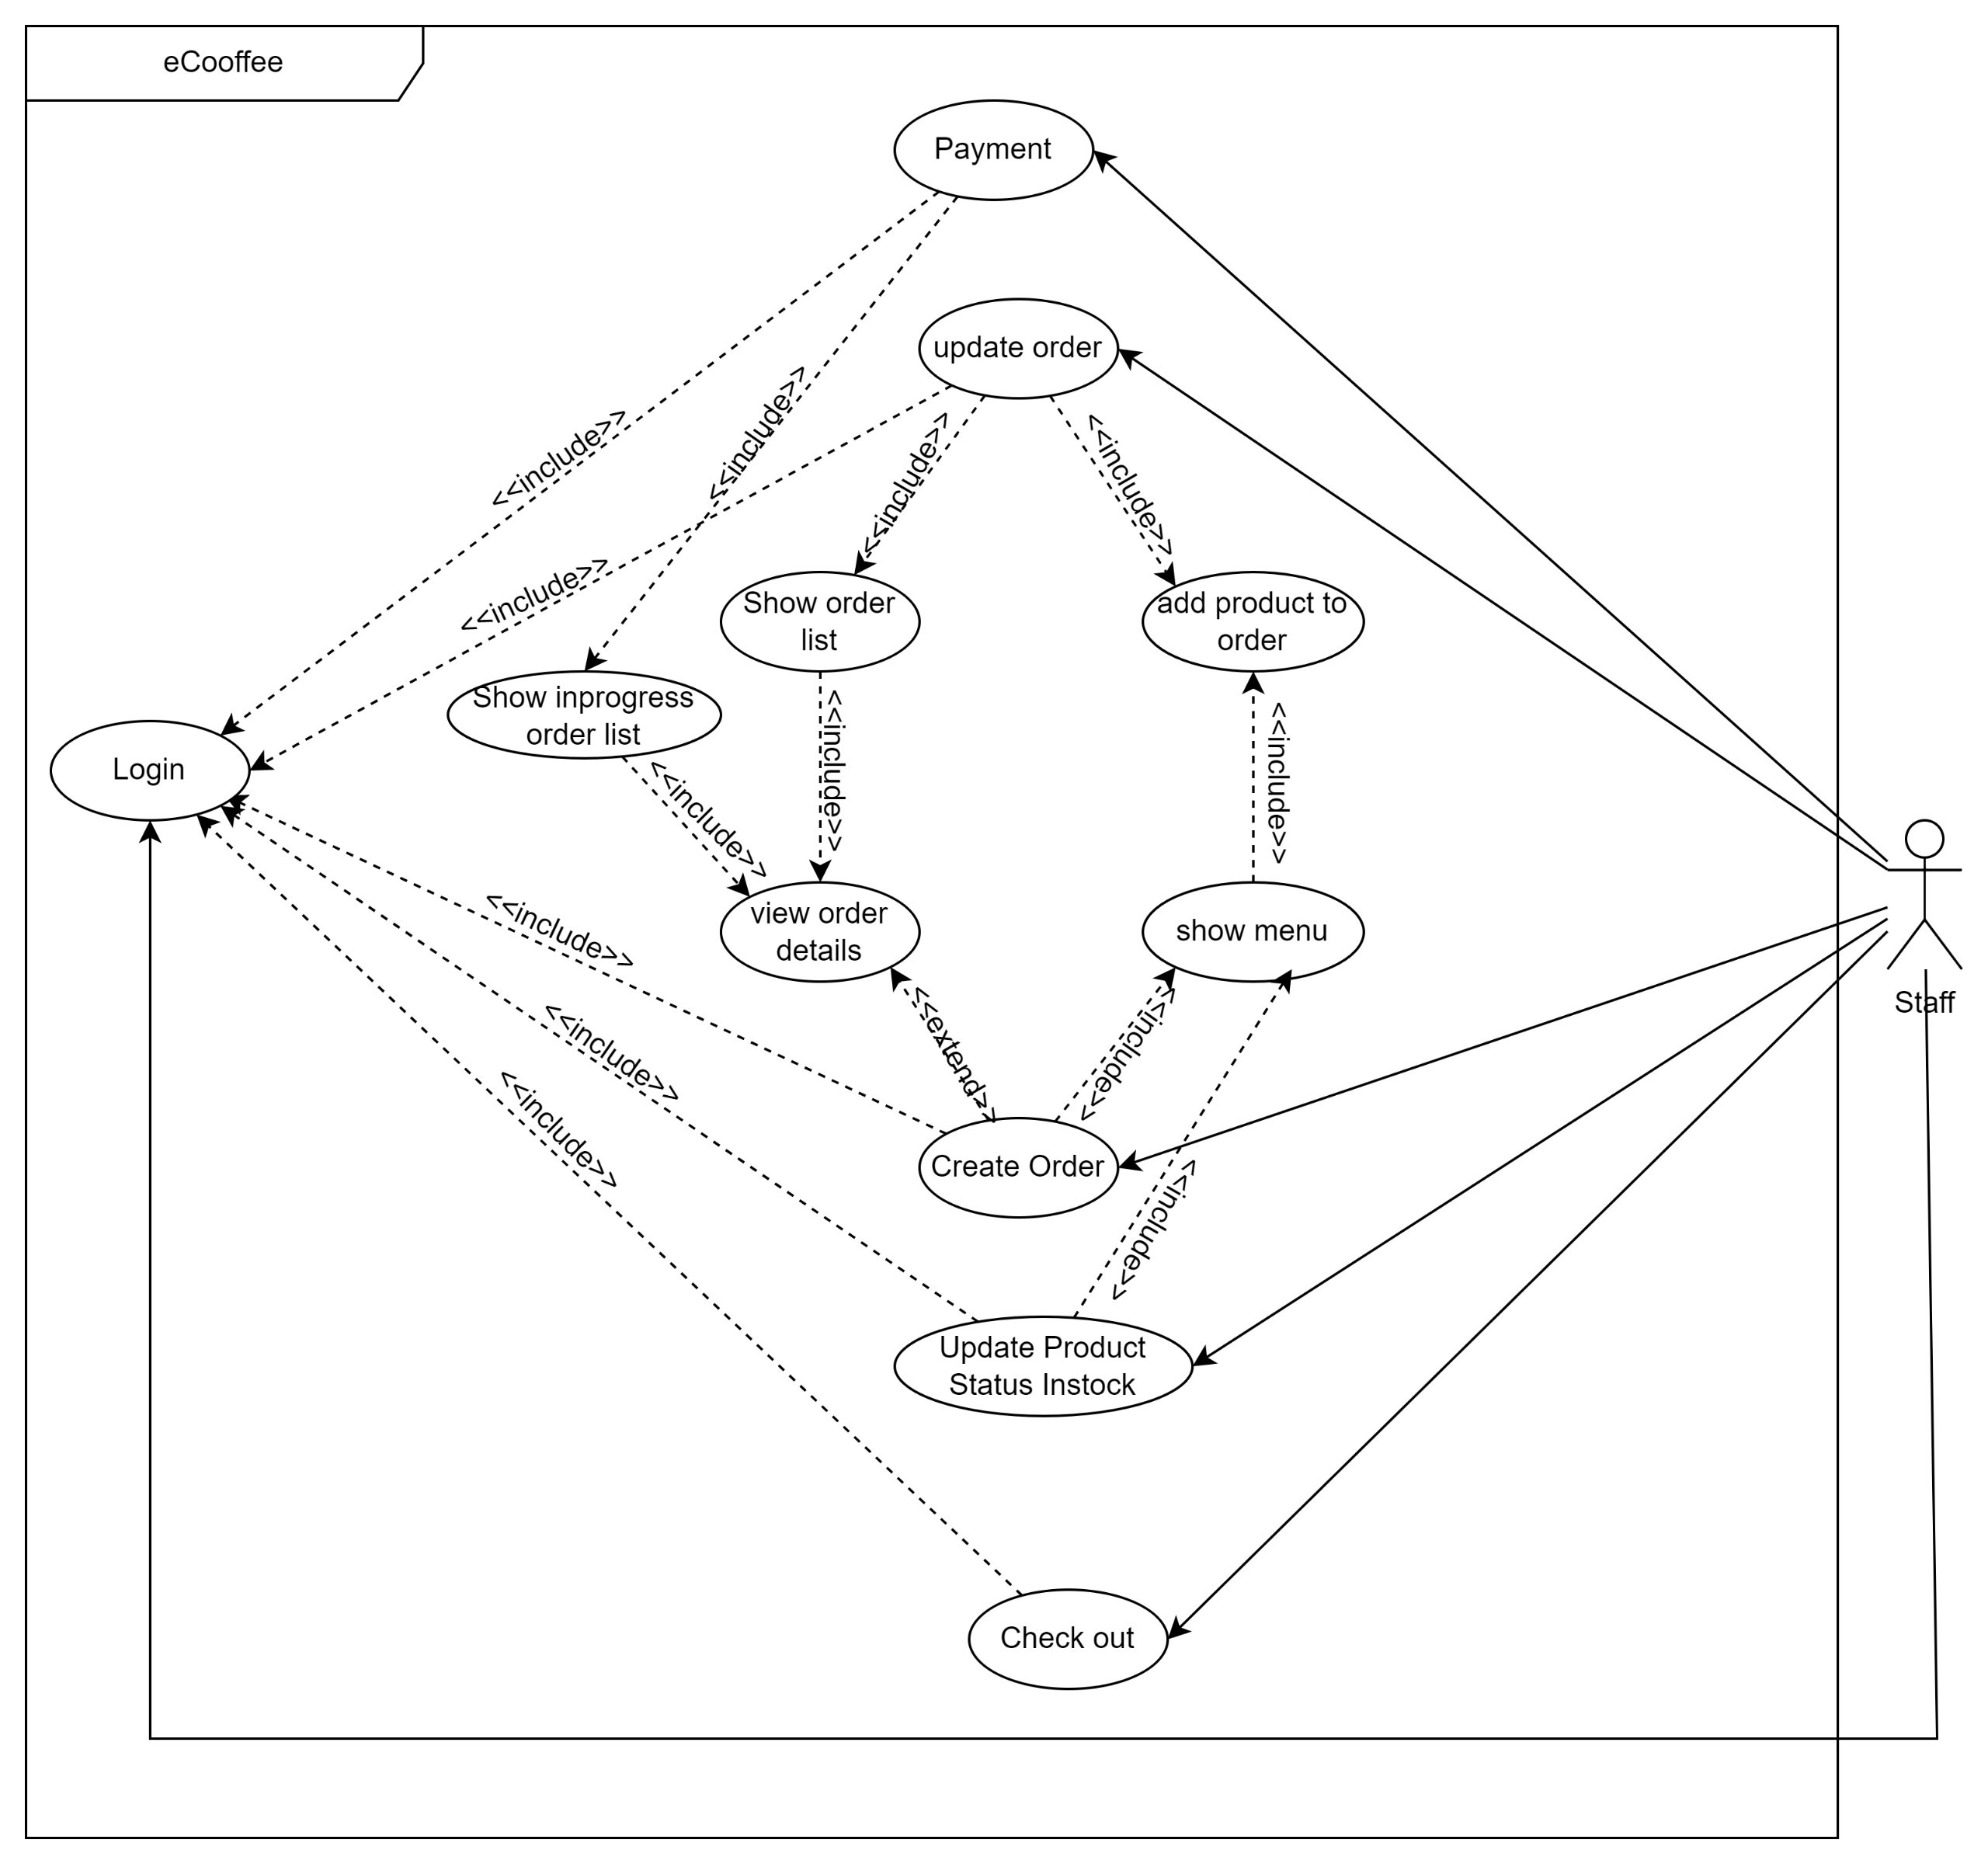 eCooffee
Payment
update order
<<include>>
<<include>>
<<include>>
<<include>>
<<include>>
Show order
list
add product to
order
Show inprogress
order list
<<include>>
<<include>>
<<include>>
Login
view order
details
show menu
<<include>>
<<extend>>
<<include>>
Staff
<<include>>
<<include>>
Create Order
<<include>>
Update Product
Status Instock
Check out